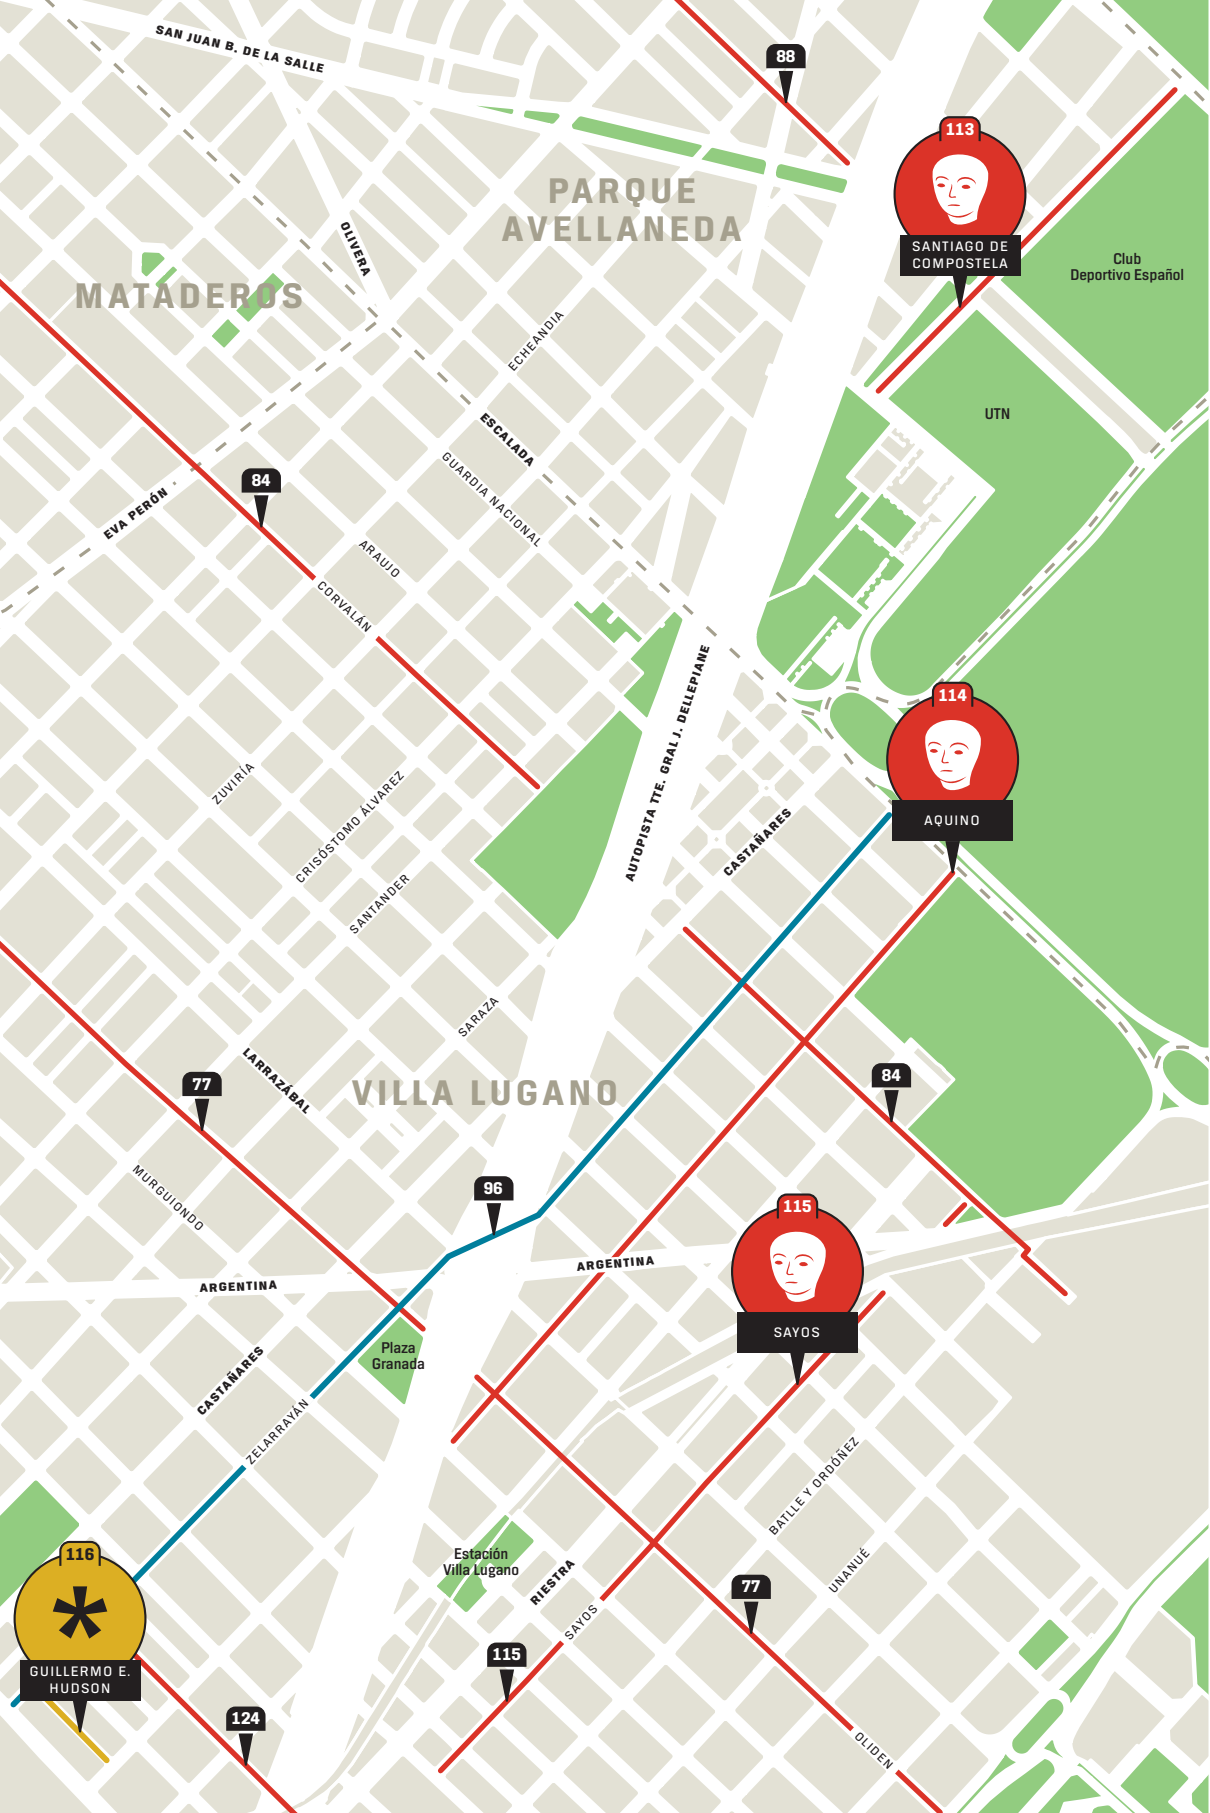 SAN JUAN B. DE LA SALLE
88
113
SANTIAGO DE
COMPOSTELA
PARQUE
AVELLANEDA
OLIVERA
Club
Deportivo Español
MATADEROS
ECHEANDIA
UTN
ESCALADA
GUARDIA NACIONAL
84
EVA PERÓN
ARAUJO
CORVALÁN
AUTOPISTA TTE. GRAL J. DELLEPIANE
114
AQUINO
ZUVIRÍA
CRISÓSTOMO ÁLVAREZ
CASTAÑARES
SANTANDER
SARAZA
LARRAZÁBAL
77
VILLA LUGANO
84
MURGUIONDO
96
115
SAYOS
ARGENTINA
ARGENTINA
Plaza
Granada
CASTAÑARES
ZELARRAYÁN
BATLLE Y ORDÓÑEZ
Estación
Villa Lugano
RIESTRA
UNANUÉ
116
GUILLERMO E.
HUDSON
77
SAYOS
115
124
OLIDEN